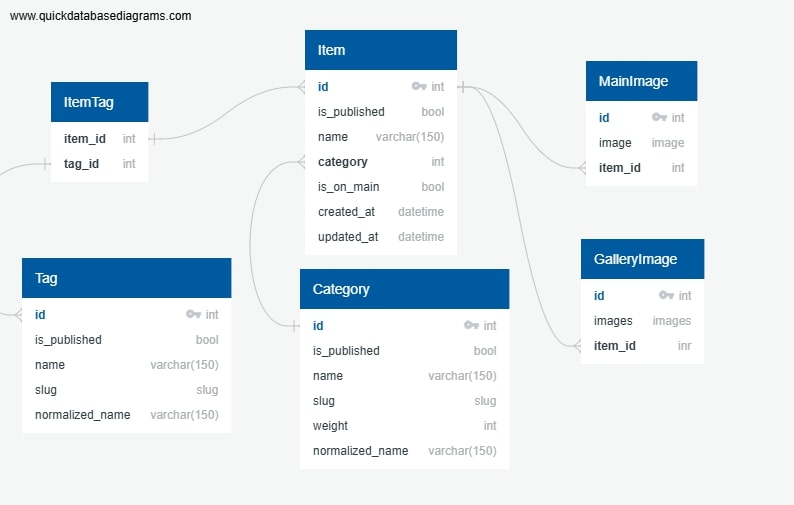 www.quickdatabasediagrams.com
ItemTag
item_id int
tag_id int
Item
id int
is_published bool
name varchar(150)
category int
is_on_main bool
created_at datetime
updated_at datetime
MainImage
id int
image image
item_id int
Tag
id int
is_published bool
name varchar(150)
slug slug
normalized_name varchar(150)
Category
id int
is_published bool
name varchar(150)
slug slug
weight int
normalized_name varchar(150)
GalleryImage
id int
images images
item_id inr